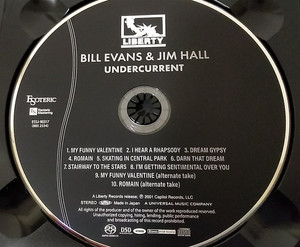 LIBERTY
BILL EVANS & JIM HALL
UNDERCURRENT
ESOTERIC
ESSJ-90217
1. MY FUNNY VALENTINE 2. I HEAR A RHAPSODY 3. DREAM GYPSY
4. ROMAIN 5. SKATING IN CENTRAL PARK 6. DARN THAT DREAM
7. STAIRWAY TO THE STARS 8. I'M GETTING SENTIMENTAL OVER YOU
9. MY FUNNY VALENTINE (alternate take)
10. ROMAIN (alternate take)
A Liberty Records release; ℗ 2001 Capitol Records, LLC
STEREO Made in Japan A UNIVERSAL MUSIC COMPANY
All rights of the producer and of the owner of the work reproduced reserved.
Unauthorized copying, hiring, lending, public performance and
broadcasting of this record prohibited.
DSD